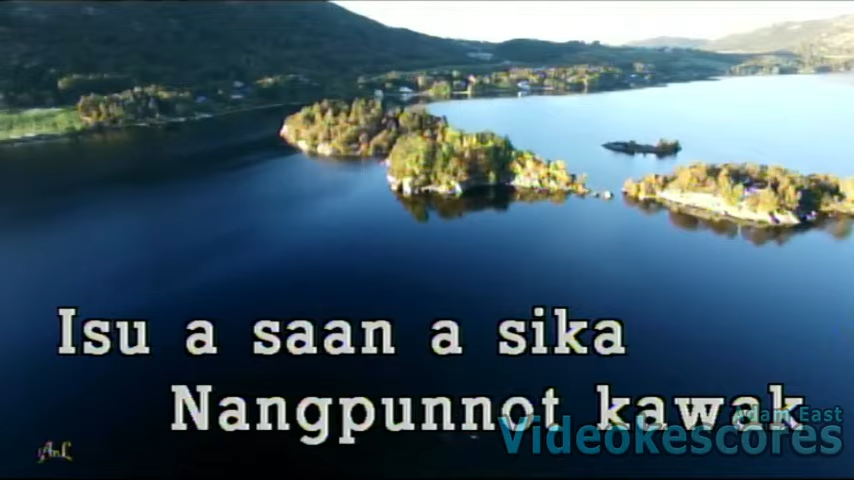 Isu a saan a sika
Nangpunnot kawak
Adam East
Videokescores
AnL